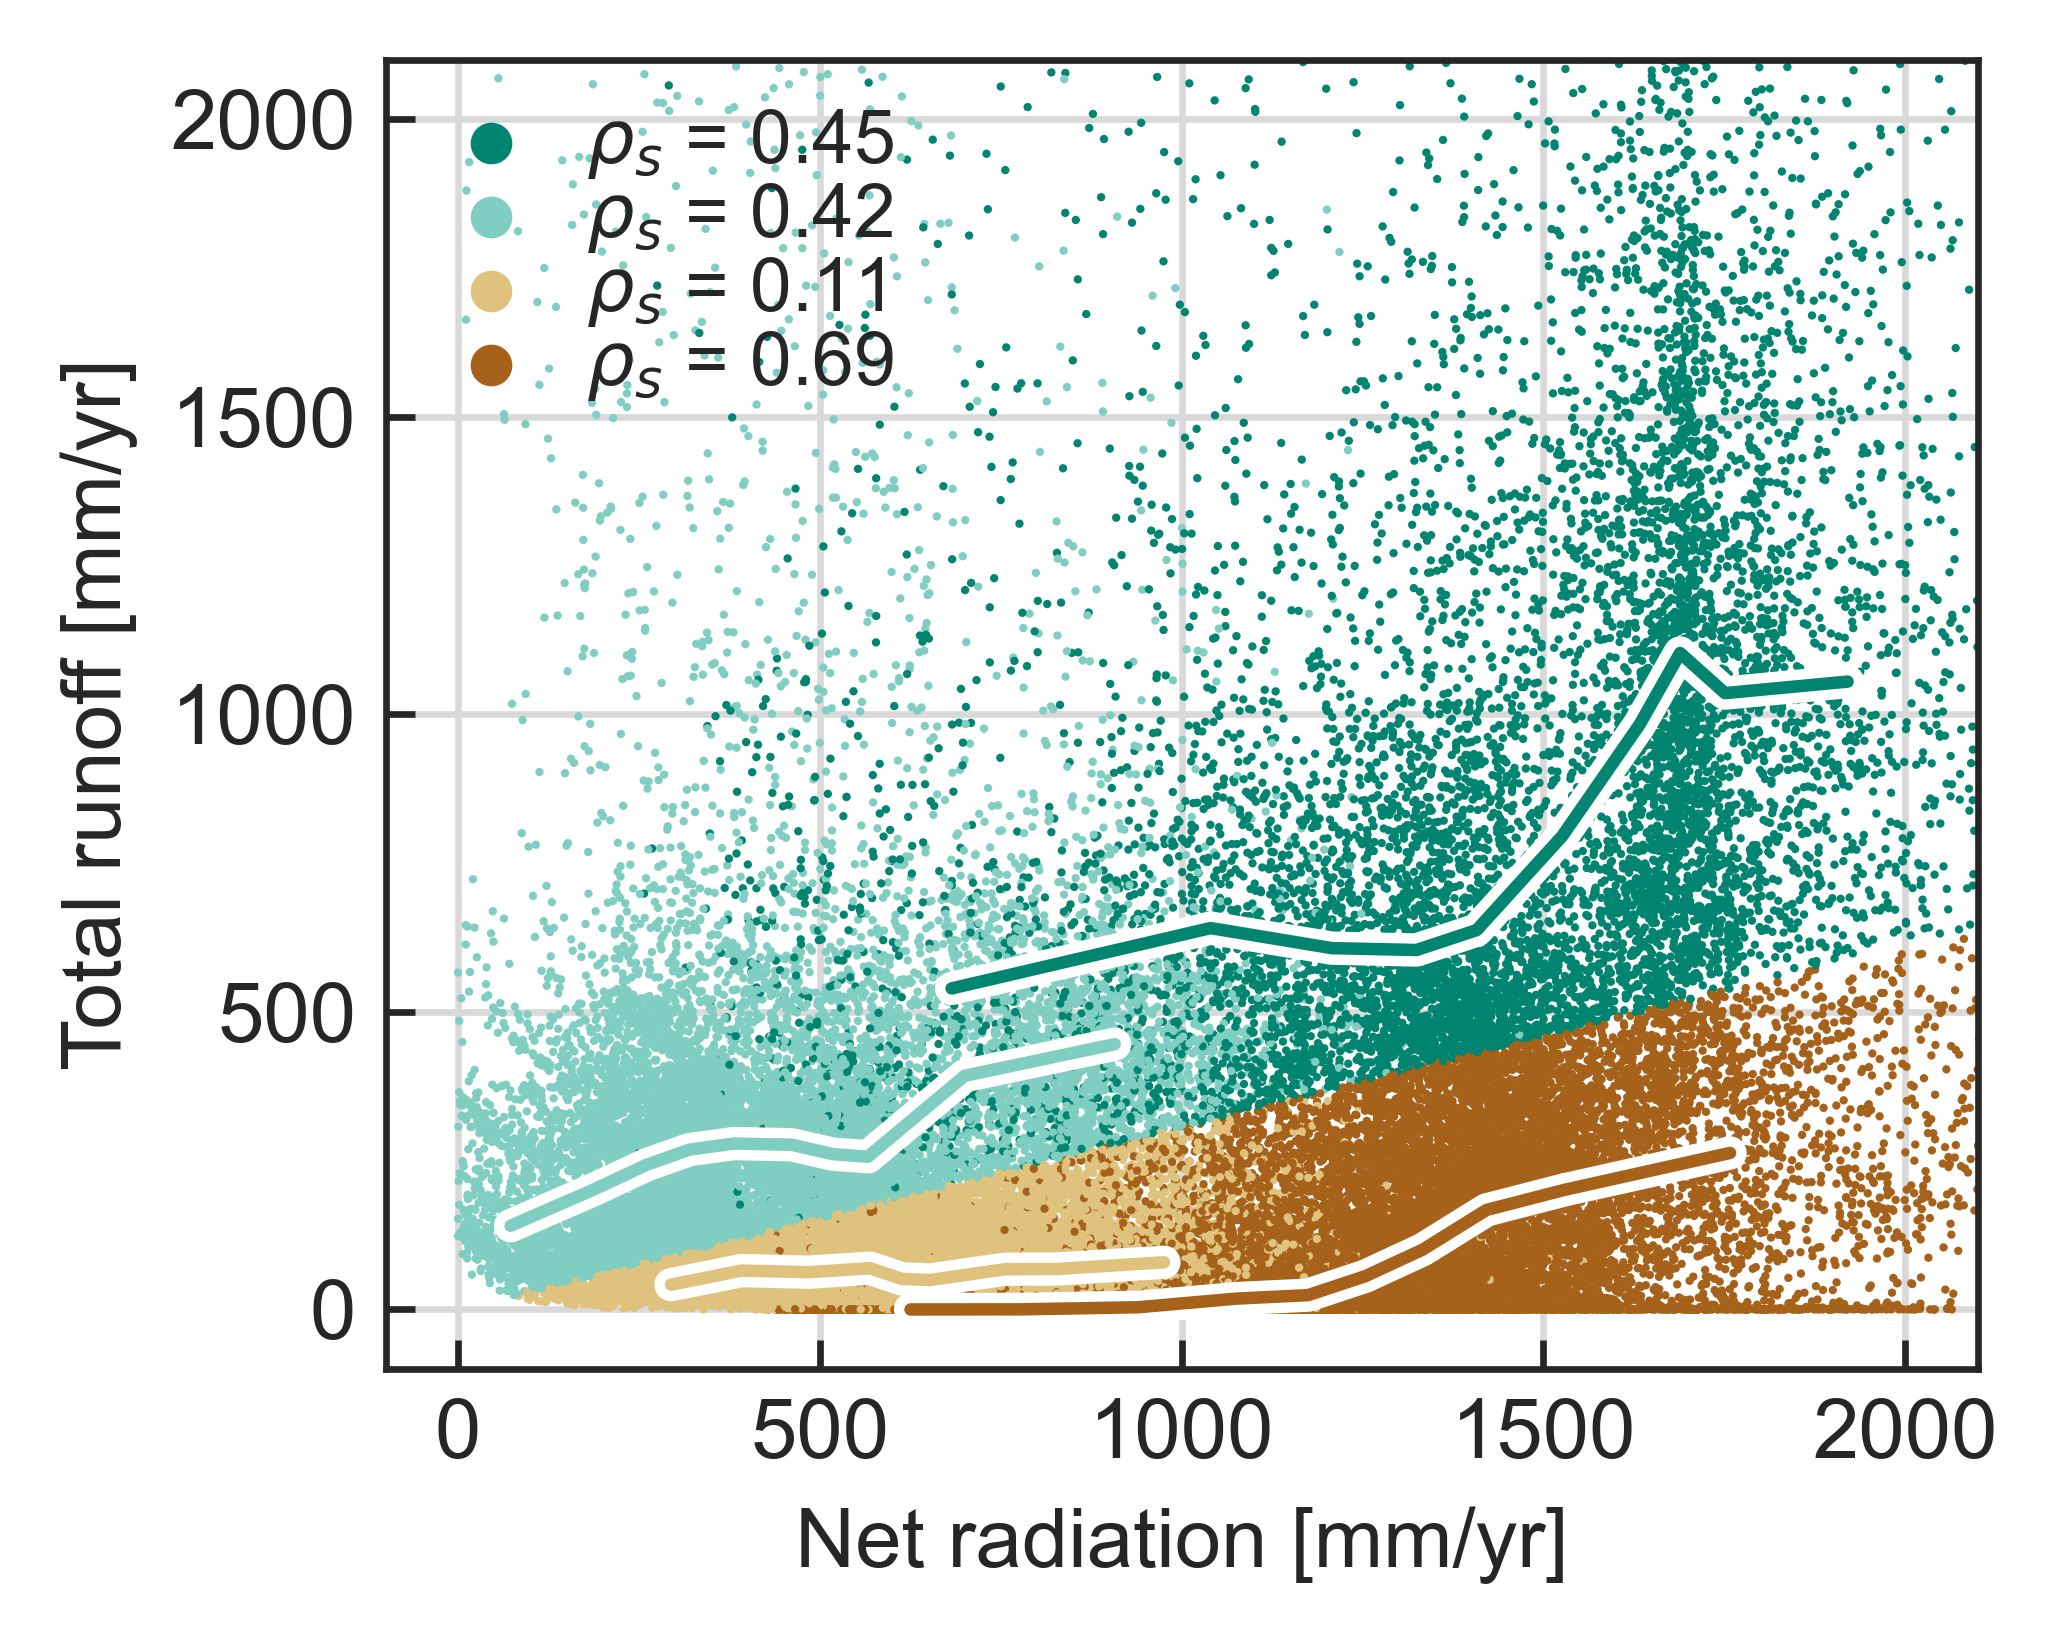 2000
1500
1000
500
0
Total runoff [mm/yr]
ρs = 0.45
ρs = 0.42
ρs = 0.11
ρs = 0.69
0 500 1000 1500 2000
Net radiation [mm/yr]